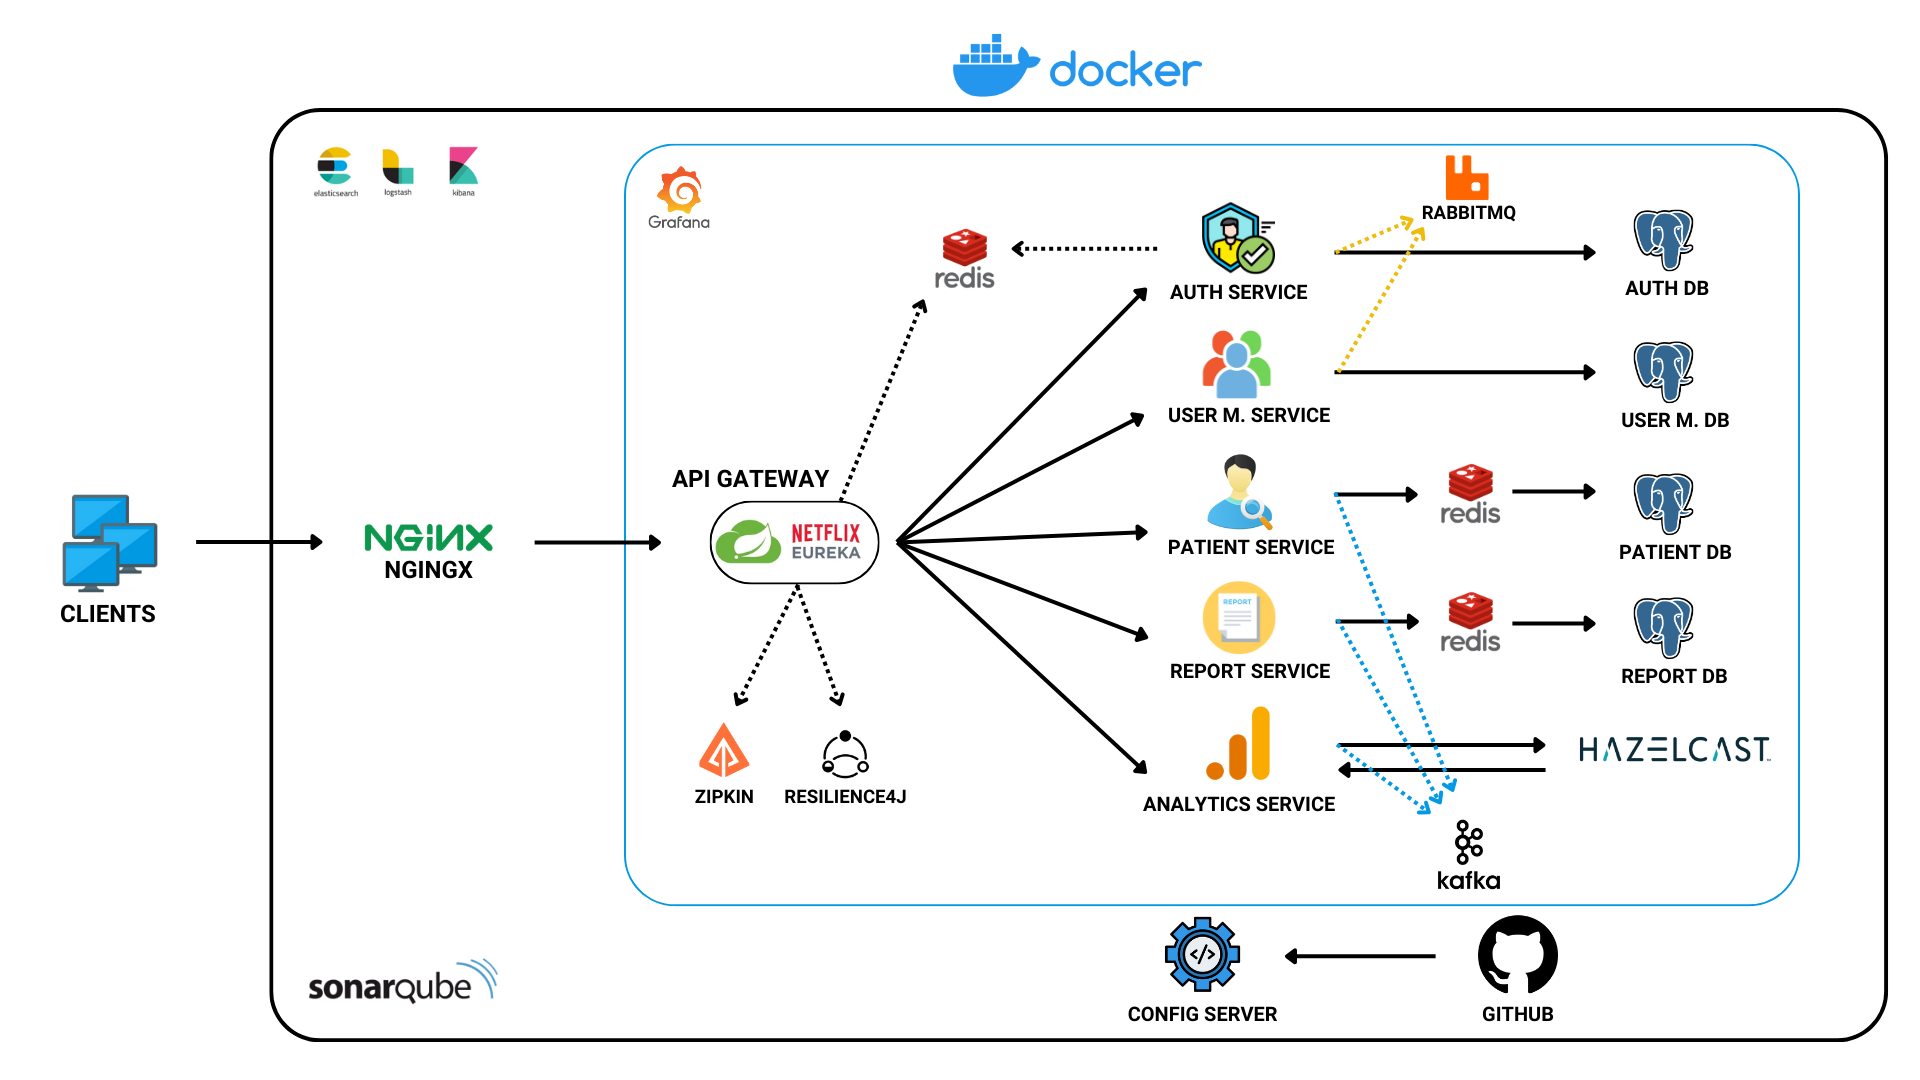 docker
elasticsearch
logstash
kibana
Grafana
RABBITMQ
redis
AUTH SERVICE
AUTH DB
USER M. SERVICE
USER M. DB
API GATEWAY
NETFLIX
EUREKA
redis
PATIENT SERVICE
PATIENT DB
NGINX
NGINGX
CLIENTS
REPORT
redis
REPORT SERVICE
REPORT DB
HAZELCAST
ZIPKIN
RESILIENCE4J
ANALYTICS SERVICE
kafka
</>
sonarqube
CONFIG SERVER
GITHUB